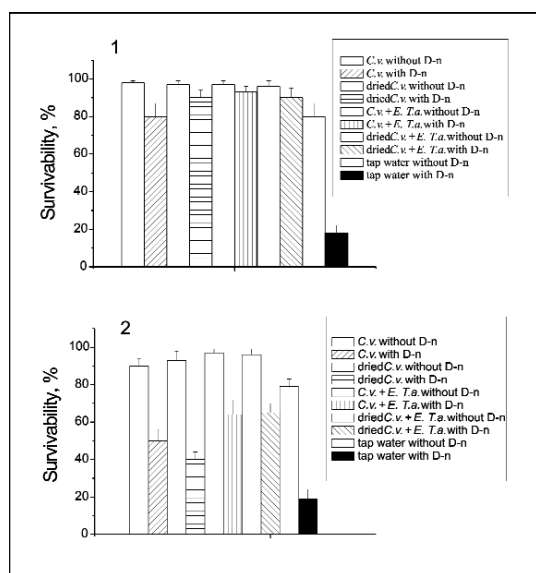 1
Survivability, %
100
80
60
40
20
0
C.v. without D-n
C.v. with D-n
driedC.v. without D-n
driedC.v. with D-n
C.v. + E. T.a. without D-n
C.v. + E. T.a. with D-n
driedC.v. + E. T.a. without D-n
driedC.v. + E. T.a. with D-n
tap water without D-n
tap water with D-n
2
Survivability, %
100
80
60
40
20
0
C.v. without D-n
C.v. with D-n
driedC.v. without D-n
driedC.v. with D-n
C.v. + E. T.a. without D-n
C.v. + E. T.a. with D-n
driedC.v. + E. T.a. without D-n
driedC.v. + E. T.a. with D-n
tap water without D-n
tap water with D-n